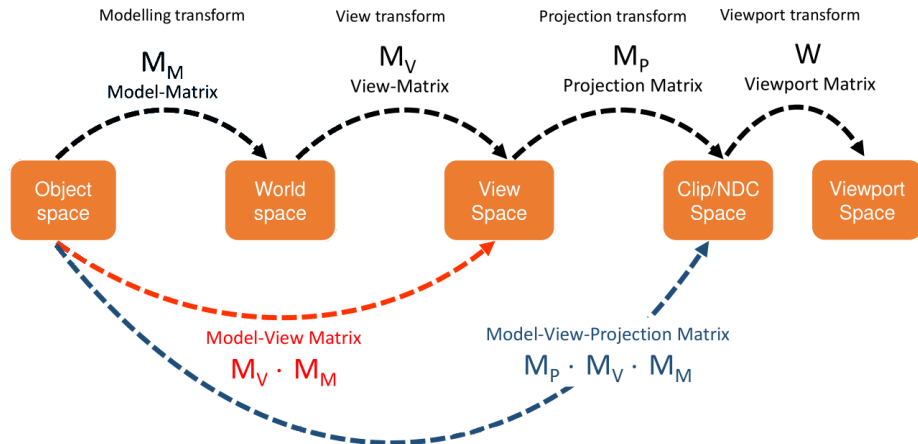 Modelling transform
View transform
Projection Transform
Viewport transform
M_M
Model-Matrix
M_V
View-Matrix
M_P
Projection Matrix
W
Viewport Matrix
Object
space
World
space
View
Space
Clip/NDC
Space
Viewport
Space
Model-View Matrix
M_V · M_M
Model-View-Projection Matrix
M_P · M_V · M_M